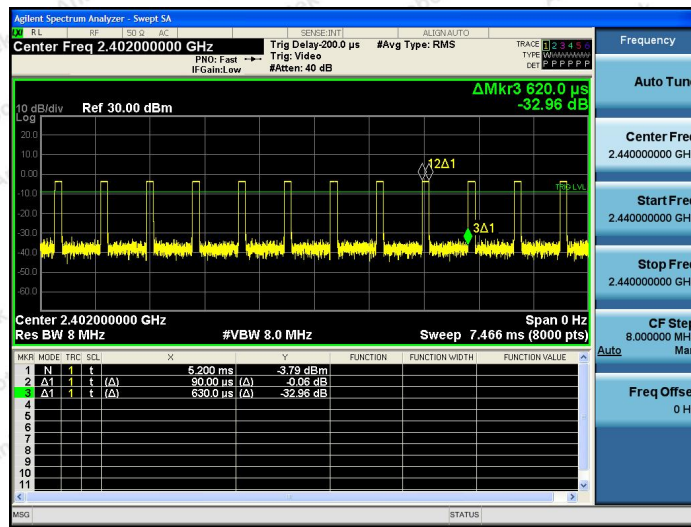 Agilent Spectrum Analyzer - Swept SA
RL RF 50 Ω AC SENSE:INT ALIGNAUTO
Center Freq 2.402000000 GHz
PNO: Fast
IFGain:Low
Trig Delay-200.0 µs
Trig: Video
#Atten: 40 dB
#Avg Type: RMS
TRACE 1 2 3 4 5 6
TYPE WWWWWW
DET P P P P P P
ΔMkr3 620.0 µs
-32.96 dB
10 dB/div Ref 30.00 dBm
Log
20.0
10.0
0.00
-10.0
-20.0
-30.0
-40.0
-50.0
-60.0
12Δ1
TRIG LVL
3Δ1
Center 2.402000000 GHz Span 0 Hz
Res BW 8 MHz #VBW 8.0 MHz Sweep 7.466 ms (8000 pts)
MKR MODE TRC SCL X Y FUNCTION FUNCTION WIDTH FUNCTION VALUE
1 N 1 t 5.200 ms -3.79 dBm
2 Δ1 1 t (Δ) 90.00 µs (Δ) -0.06 dB
3 Δ1 1 t (Δ) 630.0 µs (Δ) -32.96 dB
4
5
6
7
8
9
10
11
MSG STATUS
Frequency
Auto Tun
Center Fre
2.440000000 GH
Start Fre
2.440000000 GH
Stop Fre
2.440000000 GH
CF Ste
8.000000 MH
Auto Ma
Freq Offse
0 H